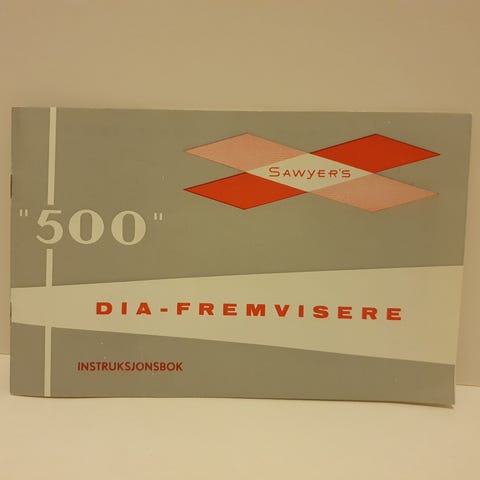 SAWYER'S
"500"
DIA-FREMVISERE
INSTRUKSJONSBOK